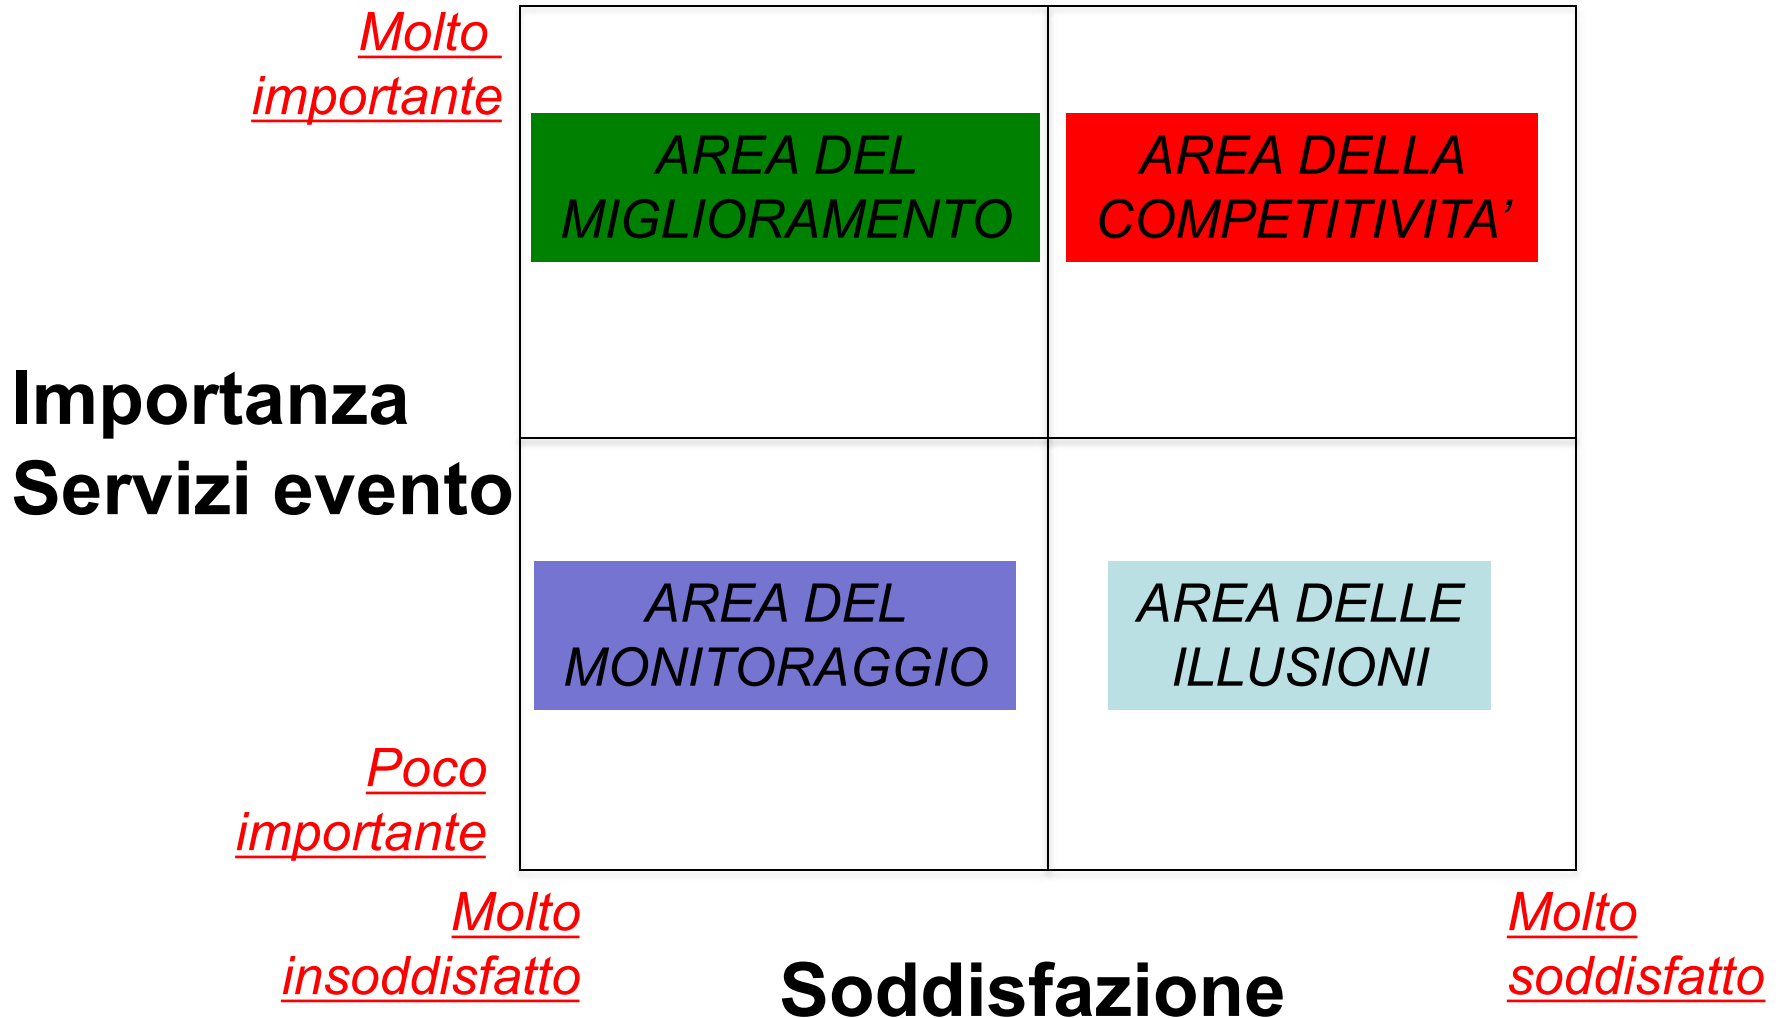 Molto
importante
AREA DEL
MIGLIORAMENTO
AREA DELLA
COMPETITIVITA’
Importanza
Servizi evento
AREA DEL
MONITORAGGIO
AREA DELLE
ILLUSIONI
Poco
importante
Molto
insoddisfatto
Soddisfazione
Molto
soddisfatto